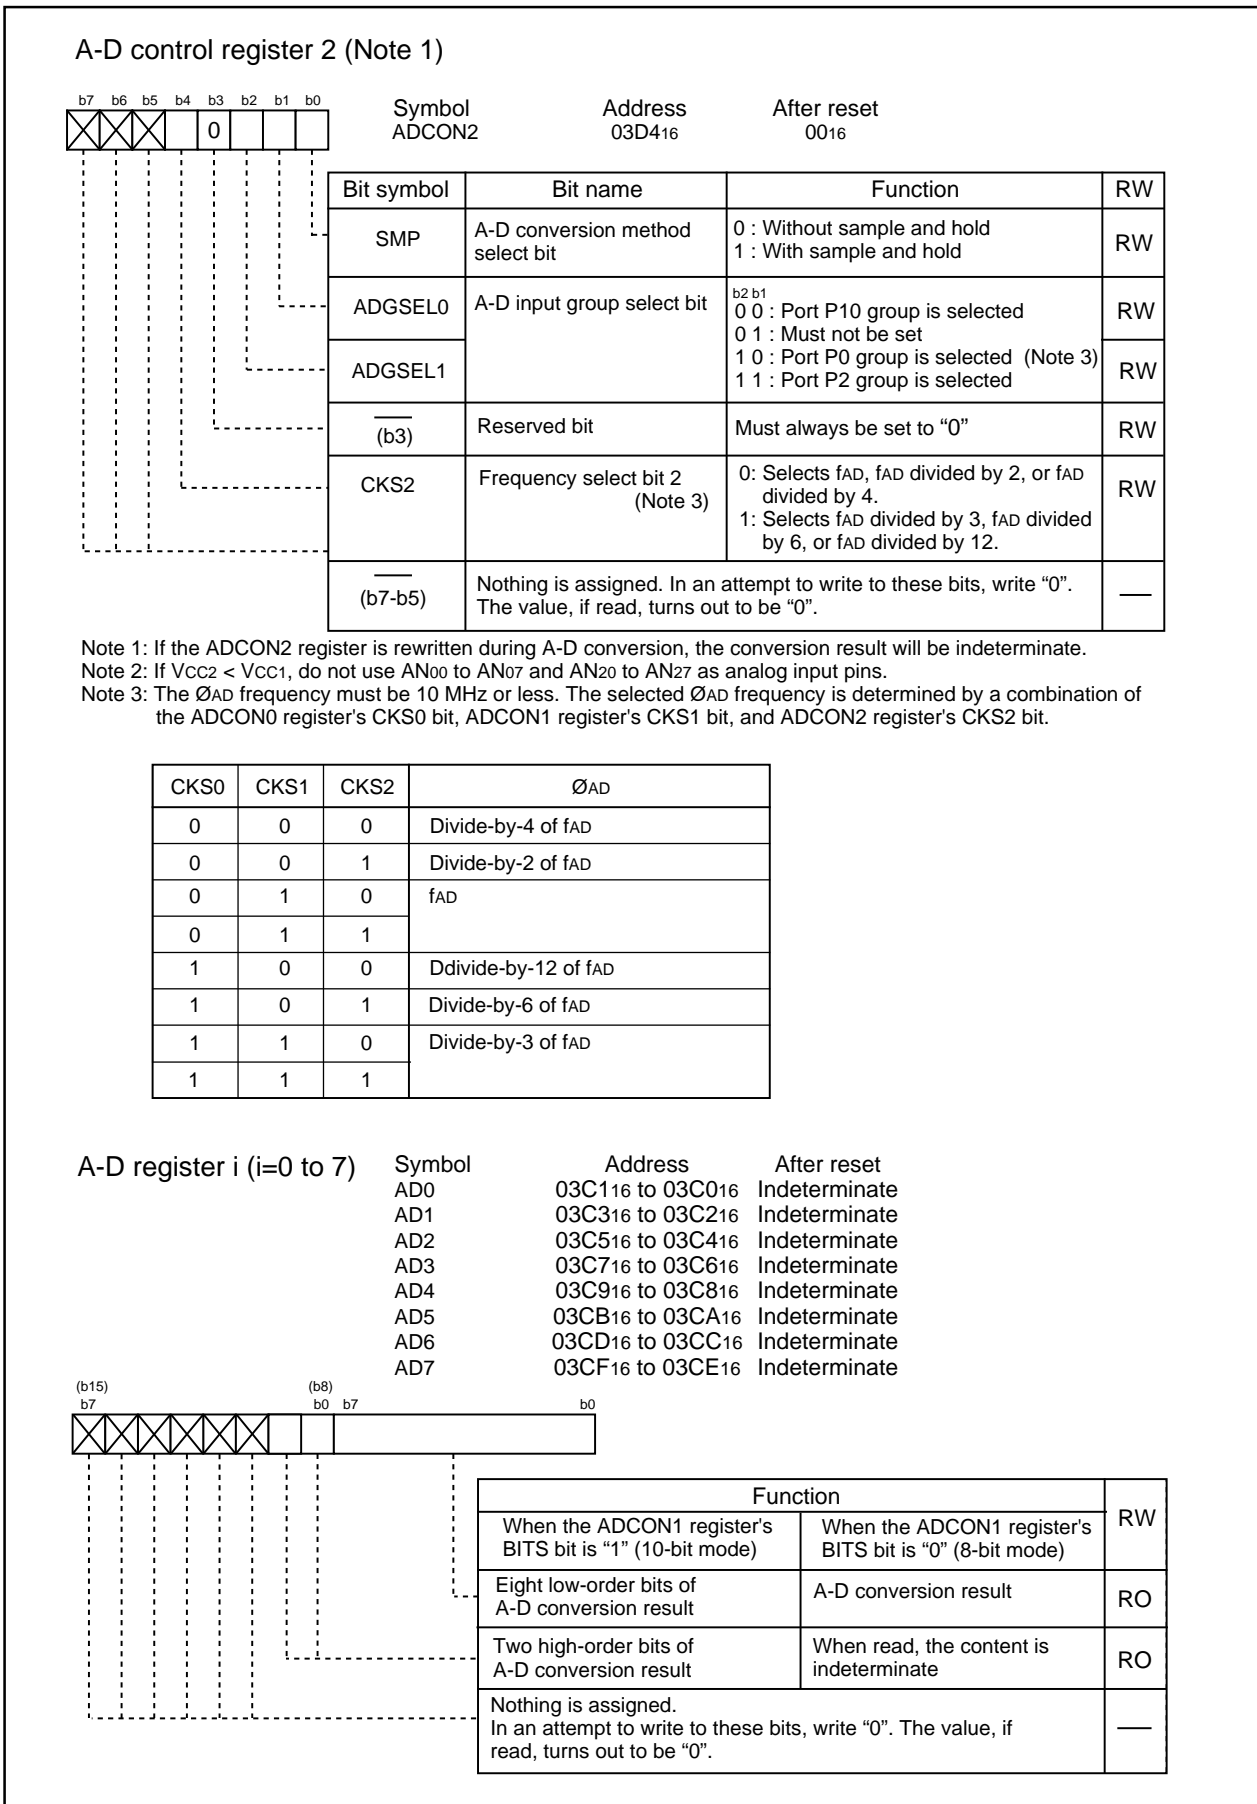 A-D control register 2 (Note 1)
b7 b6 b5 b4 b3 b2 b1 b0
0
Symbol Address After reset
ADCON2 03D416 0016
Bit symbol Bit name Function RW
SMP A-D conversion method select bit 0 : Without sample and hold
1 : With sample and hold RW
ADGSEL0 A-D input group select bit b2 b1
0 0 : Port P10 group is selected RW
0 1 : Must not be set
ADGSEL1 1 0 : Port P0 group is selected (Note 3)
1 1 : Port P2 group is selected RW
(b3) Reserved bit Must always be set to “0” RW
CKS2 Frequency select bit 2 (Note 3) 0: Selects fAD, fAD divided by 2, or fAD
divided by 4. RW
1: Selects fAD divided by 3, fAD divided
by 6, or fAD divided by 12.
(b7-b5) Nothing is assigned. In an attempt to write to these bits, write “0”.
The value, if read, turns out to be “0”. —
Note 1: If the ADCON2 register is rewritten during A-D conversion, the conversion result will be indeterminate.
Note 2: If VCC2 < VCC1, do not use AN00 to AN07 and AN20 to AN27 as analog input pins.
Note 3: The ØAD frequency must be 10 MHz or less. The selected ØAD frequency is determined by a combination of
the ADCON0 register's CKS0 bit, ADCON1 register's CKS1 bit, and ADCON2 register's CKS2 bit.
CKS0 CKS1 CKS2 ØAD
0 0 0 Divide-by-4 of fAD
0 0 1 Divide-by-2 of fAD
0 1 0 fAD
0 1 1
1 0 0 Ddivide-by-12 of fAD
1 0 1 Divide-by-6 of fAD
1 1 0 Divide-by-3 of fAD
1 1 1
A-D register i (i=0 to 7) Symbol Address After reset
AD0 03C116 to 03C016 Indeterminate
AD1 03C316 to 03C216 Indeterminate
AD2 03C516 to 03C416 Indeterminate
AD3 03C716 to 03C616 Indeterminate
AD4 03C916 to 03C816 Indeterminate
AD5 03CB16 to 03CA16 Indeterminate
AD6 03CD16 to 03CC16 Indeterminate
AD7 03CF16 to 03CE16 Indeterminate
(b15) (b8)
b7 b0 b7 b0
Function RW
When the ADCON1 register's
BITS bit is “1” (10-bit mode)
When the ADCON1 register's
BITS bit is “0” (8-bit mode)
Eight low-order bits of
A-D conversion result
A-D conversion result RO
Two high-order bits of
A-D conversion result
When read, the content is
indeterminate RO
Nothing is assigned.
In an attempt to write to these bits, write “0”. The value, if
read, turns out to be “0”. —